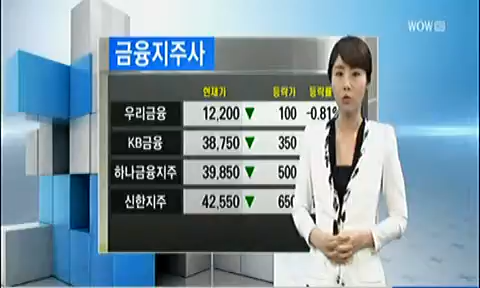 WOW
금융지주사
현재가 등락가 등락률
우리금융 12,200 ▼ 100 -0.81%
KB금융 38,750 ▼ 350
하나금융지주 39,850 ▼ 500
신한지주 42,550 ▼ 650